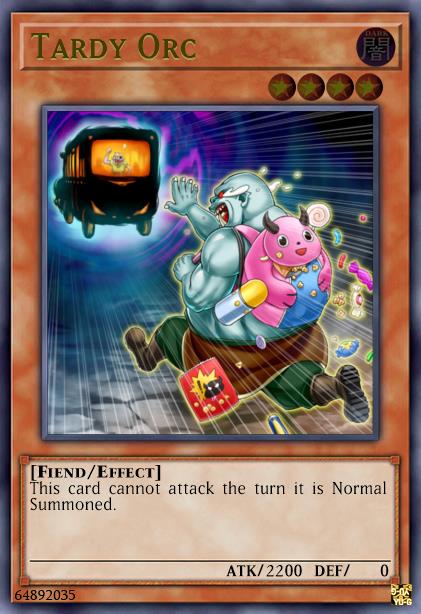 Tardy Orc
DARK
闇
[Fiend/Effect]
This card cannot attack the turn it is Normal
Summoned.
ATK/2200 DEF/ 0
64892035